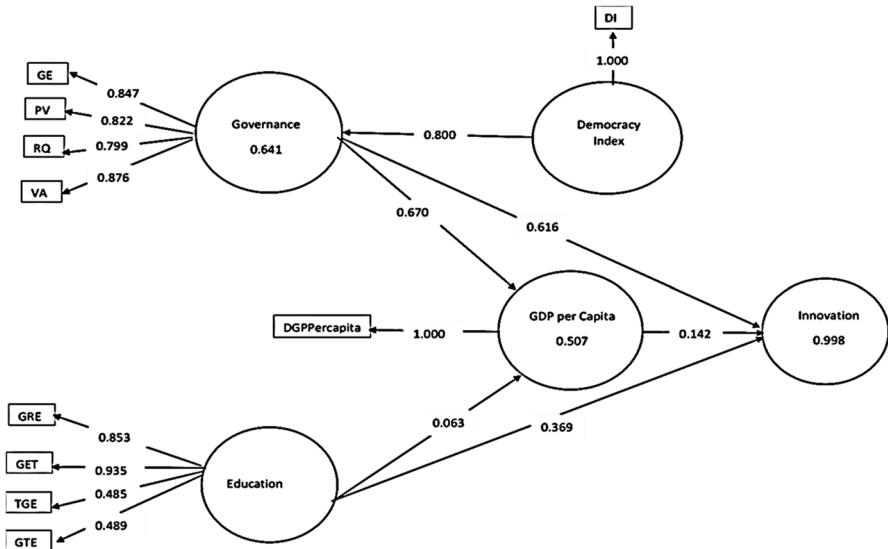 DI
1.000
GE
0.847
PV
0.822
RQ
0.799
VA
0.876
Governance
0.641
0.800
Democracy
Index
0.670
0.616
DGPPercapita
1.000
GDP per Capita
0.507
0.142
Innovation
0.998
GRE
0.853
GET
0.935
TGE
0.485
GTE
0.489
Education
0.063
0.369